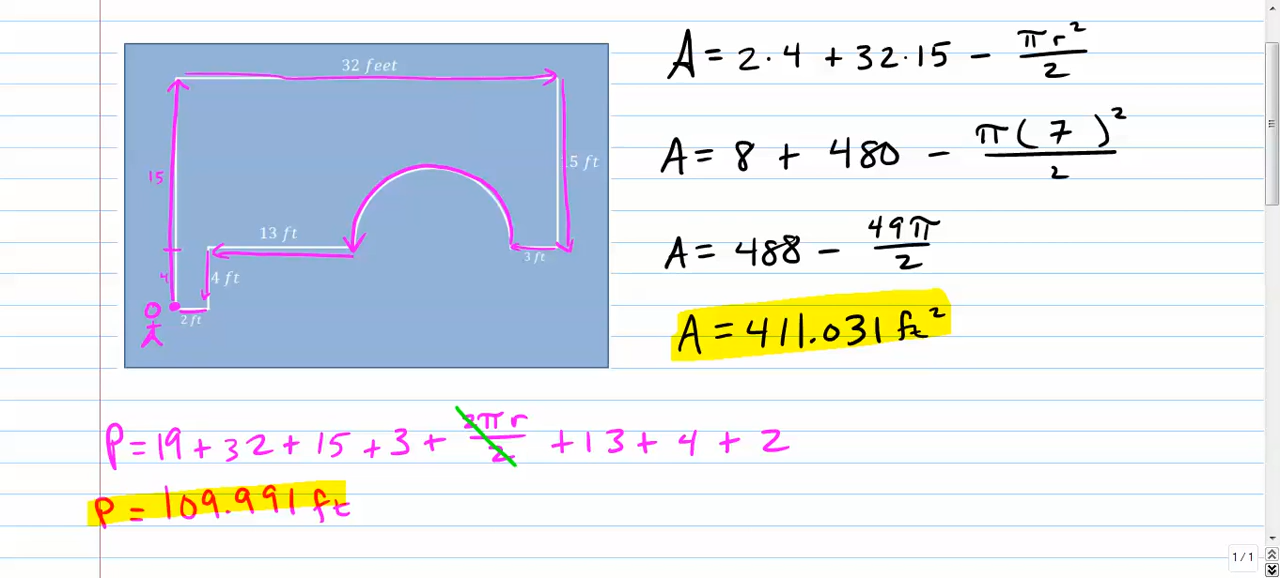 32 feet
15
15 ft
13 ft
3 ft
4
4 ft
2 ft
A = 2·4 + 32·15 − πr²/2
A = 8 + 480 − π(7)²/2
A = 488 − 49π/2
A = 411.031 ft²
P = 19 + 32 + 15 + 3 + 2πr/2 + 13 + 4 + 2
P = 109.991 ft
1/1